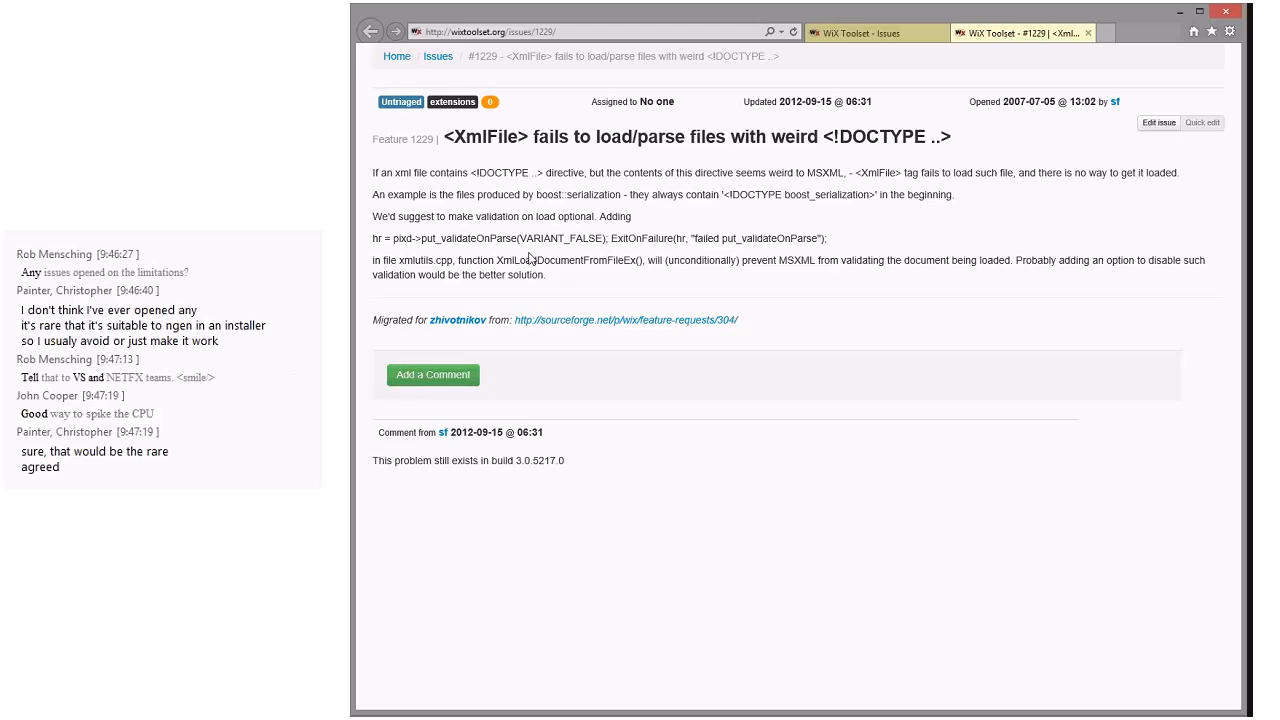 Rob Mensching [9:46:27 ]
Any issues opened on the limitations?
Painter, Christopher [9:46:40 ]
I don't think I've ever opened any
it's rare that it's suitable to ngen in an installer
so I usualy avoid or just make it work
Rob Mensching [9:47:13 ]
Tell that to VS and NETFX teams. <smile/>
John Cooper [9:47:19 ]
Good way to spike the CPU
Painter, Christopher [9:47:19 ]
sure, that would be the rare
agreed
http://wixtoolset.org/issues/1229/
WiX Toolset - Issues
WiX Toolset - #1229 | <Xml...
Home / Issues / #1229 - <XmlFile> fails to load/parse files with weird <!DOCTYPE ..>
Untriaged extensions 0 Assigned to No one Updated 2012-09-15 @ 06:31 Opened 2007-07-05 @ 13:02 by sf
Edit issue Quick edit
Feature 1229 | <XmlFile> fails to load/parse files with weird <!DOCTYPE ..>
If an xml file contains <!DOCTYPE ..> directive, but the contents of this directive seems weird to MSXML, - <XmlFile> tag fails to load such file, and there is no way to get it loaded.
An example is the files produced by boost::serialization - they always contain '<!DOCTYPE boost_serialization>' in the beginning.
We'd suggest to make validation on load optional. Adding
hr = pixd->put_validateOnParse(VARIANT_FALSE); ExitOnFailure(hr, "failed put_validateOnParse");
in file xmlutils.cpp, function XmlLoadDocumentFromFileEx(), will (unconditionally) prevent MSXML from validating the document being loaded. Probably adding an option to disable such
validation would be the better solution.
Migrated for zhivotnikov from: http://sourceforge.net/p/wix/feature-requests/304/
Add a Comment
Comment from sf 2012-09-15 @ 06:31
This problem still exists in build 3.0.5217.0